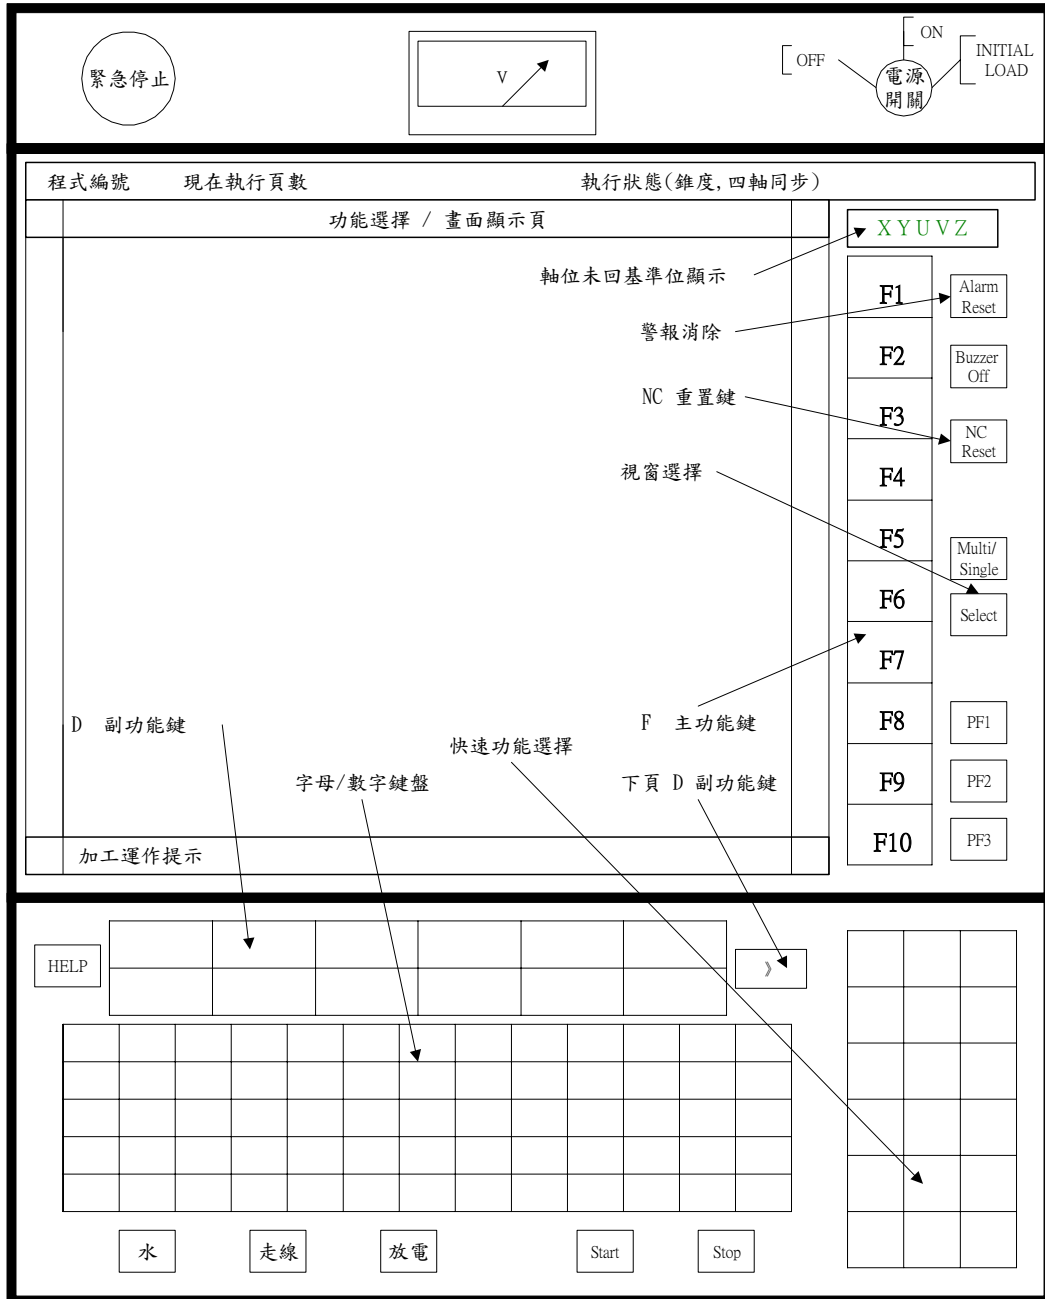 緊急停止
V
OFF
ON
INITIAL
LOAD
電源
開關
程式編號 現在執行頁數 執行狀態(錐度,四軸同步)
功能選擇 / 畫面顯示頁
X Y U V Z
軸位未回基準位顯示
F1
Alarm
Reset
警報消除
F2
Buzzer
Off
NC 重置鍵
F3
NC
Reset
視窗選擇
F4
F5
Multi/
Single
F6
Select
F7
D 副功能鍵
F 主功能鍵
F8
PF1
快速功能選擇
字母/數字鍵盤
下頁 D 副功能鍵
F9
PF2
F10
PF3
加工運作提示
HELP
》
水
走線
放電
Start
Stop